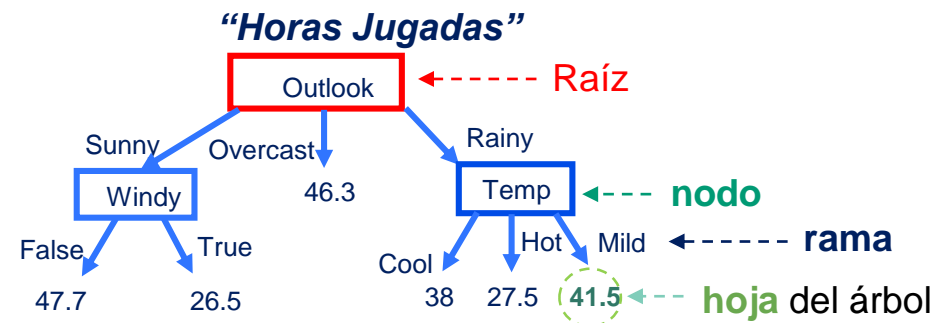 “Horas Jugadas”
Outlook Raíz
Sunny Overcast Rainy
Windy 46.3 Temp nodo
False True Cool Hot Mild rama
47.7 26.5 38 27.5 41.5 hoja del árbol